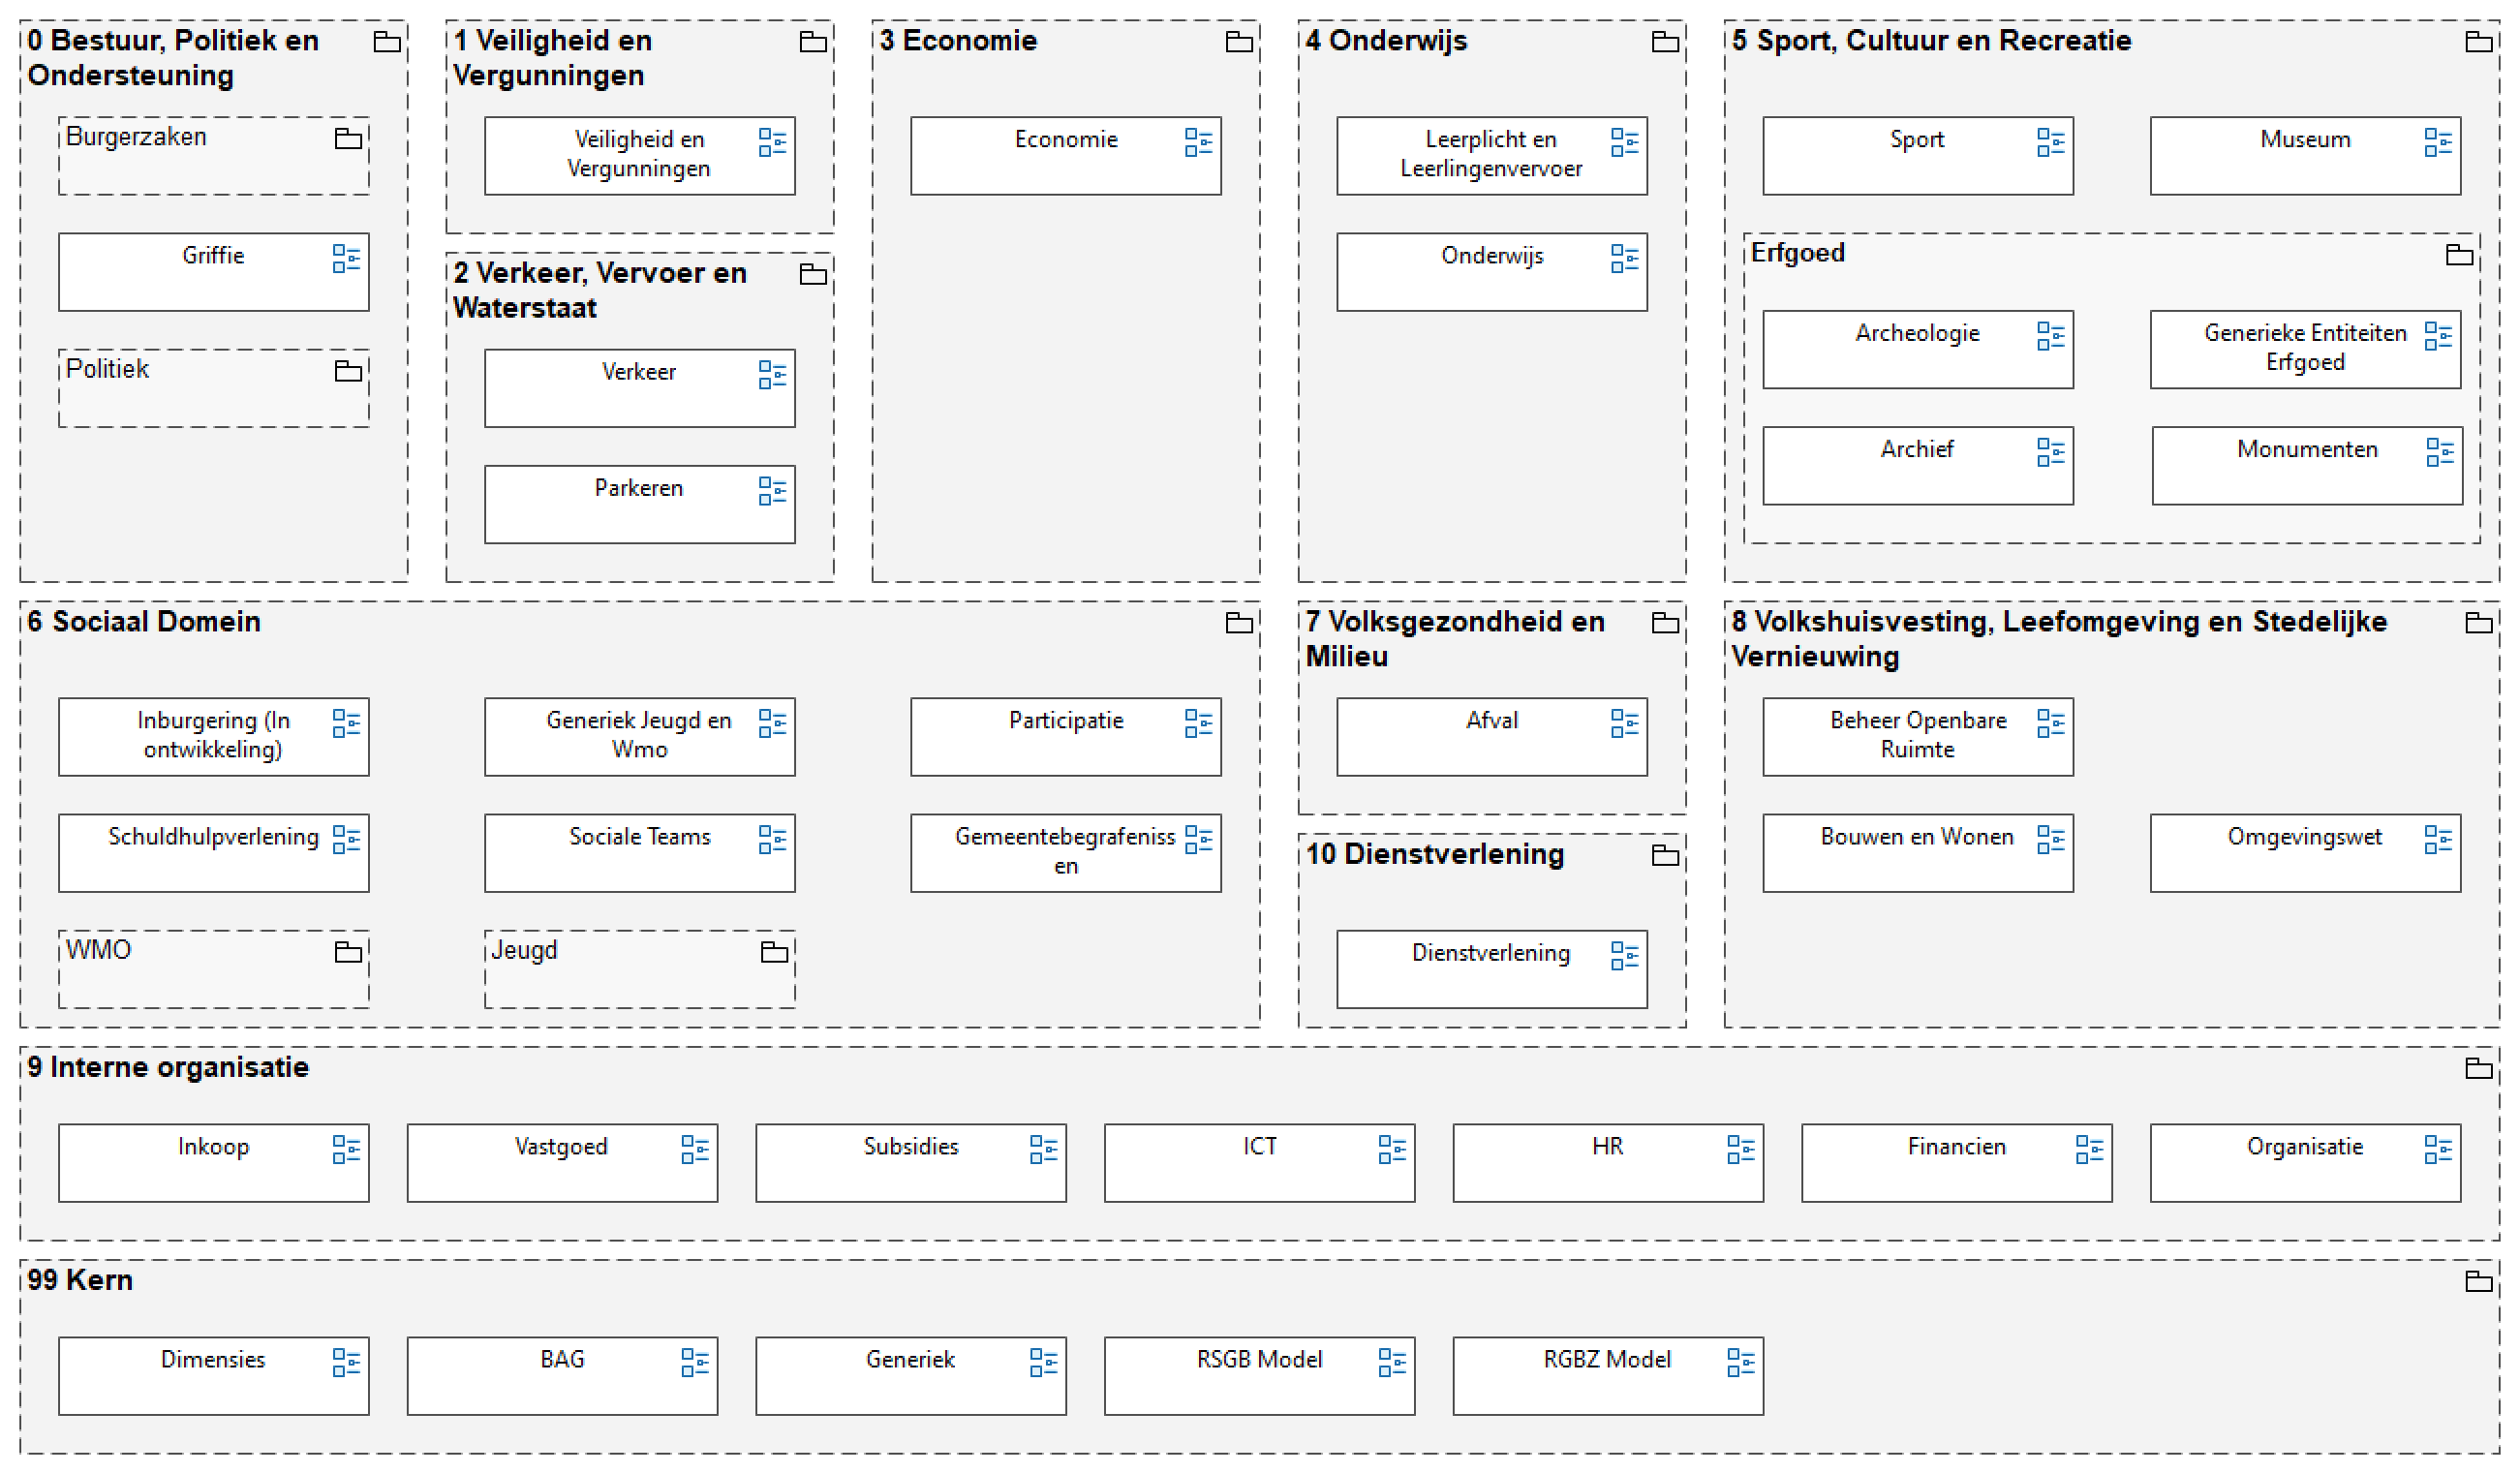 0 Bestuur, Politiek en
Ondersteuning
Burgerzaken
Griffie
Politiek
1 Veiligheid en
Vergunningen
Veiligheid en
Vergunningen
2 Verkeer, Vervoer en
Waterstaat
Verkeer
Parkeren
3 Economie
Economie
4 Onderwijs
Leerplicht en
Leerlingenvervoer
Onderwijs
5 Sport, Cultuur en Recreatie
Sport
Museum
Erfgoed
Archeologie
Generieke Entiteiten
Erfgoed
Archief
Monumenten
6 Sociaal Domein
Inburgering (In
ontwikkeling)
Generiek Jeugd en
Wmo
Participatie
Schuldhulpverlening
Sociale Teams
Gemeentebegrafeniss
en
WMO
Jeugd
7 Volksgezondheid en
Milieu
Afval
10 Dienstverlening
Dienstverlening
8 Volkshuisvesting, Leefomgeving en Stedelijke
Vernieuwing
Beheer Openbare
Ruimte
Bouwen en Wonen
Omgevingswet
9 Interne organisatie
Inkoop
Vastgoed
Subsidies
ICT
HR
Financien
Organisatie
99 Kern
Dimensies
BAG
Generiek
RSGB Model
RGBZ Model